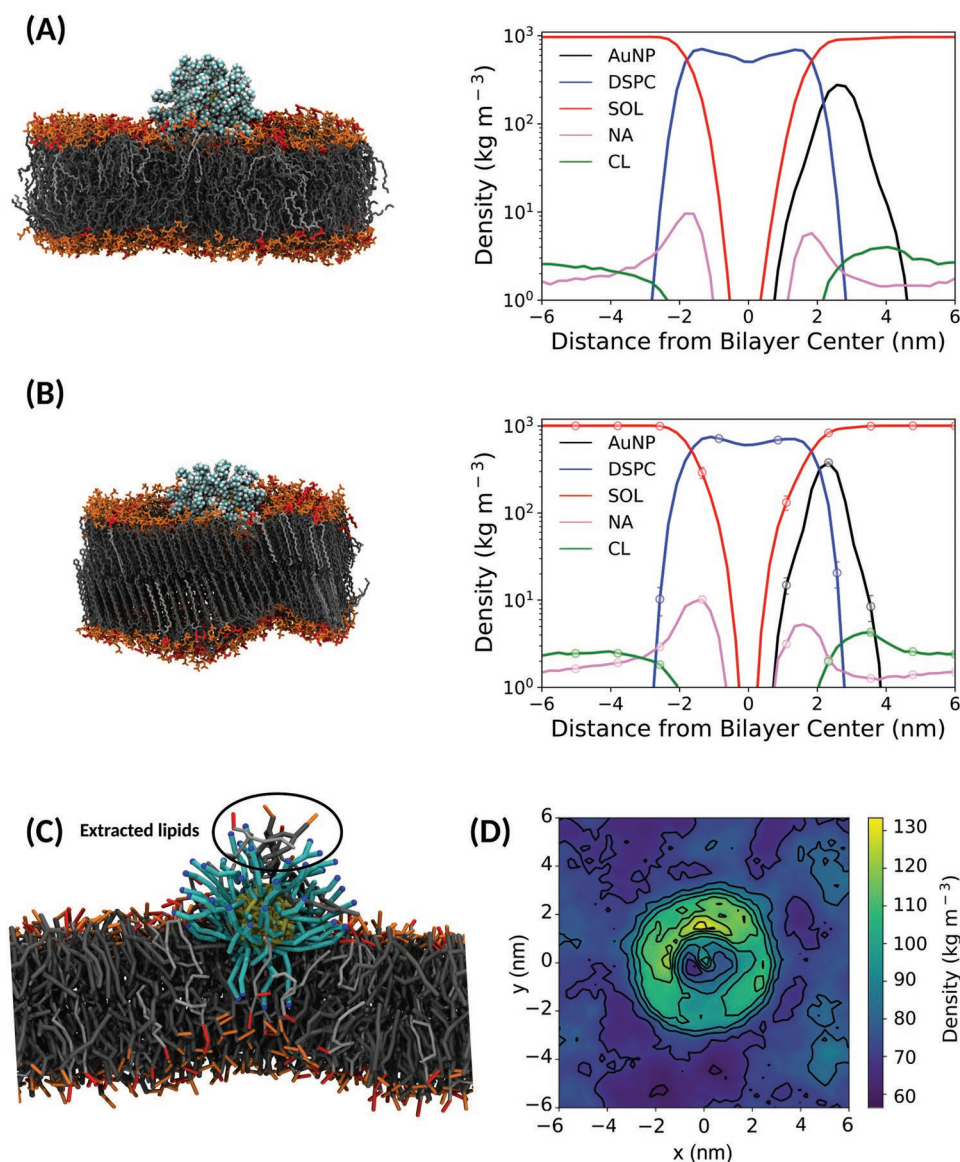 (A)
10³
10²
10¹
10⁰
Density (kg m⁻³)
AuNP
DSPC
SOL
NA
CL
−6 −4 −2 0 2 4 6
Distance from Bilayer Center (nm)
(B)
10³
10²
10¹
10⁰
Density (kg m⁻³)
AuNP
DSPC
SOL
NA
CL
−6 −4 −2 0 2 4 6
Distance from Bilayer Center (nm)
(C)
Extracted lipids
(D)
6
4
2
0
−2
−4
−6
y (nm)
−6 −4 −2 0 2 4 6
x (nm)
130
120
110
100
90
80
70
60
Density (kg m⁻³)